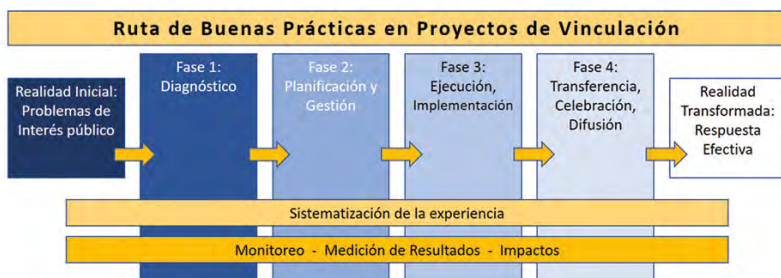 Ruta de Buenas Prácticas en Proyectos de Vinculación
Realidad Inicial:
Problemas de
Interés público
Fase 1:
Diagnóstico
Fase 2:
Planificación y
Gestión
Fase 3:
Ejecución,
Implementación
Fase 4:
Transferencia,
Celebración,
Difusión
Realidad
Transformada:
Respuesta
Efectiva
Sistematización de la experiencia
Monitoreo - Medición de Resultados - Impactos